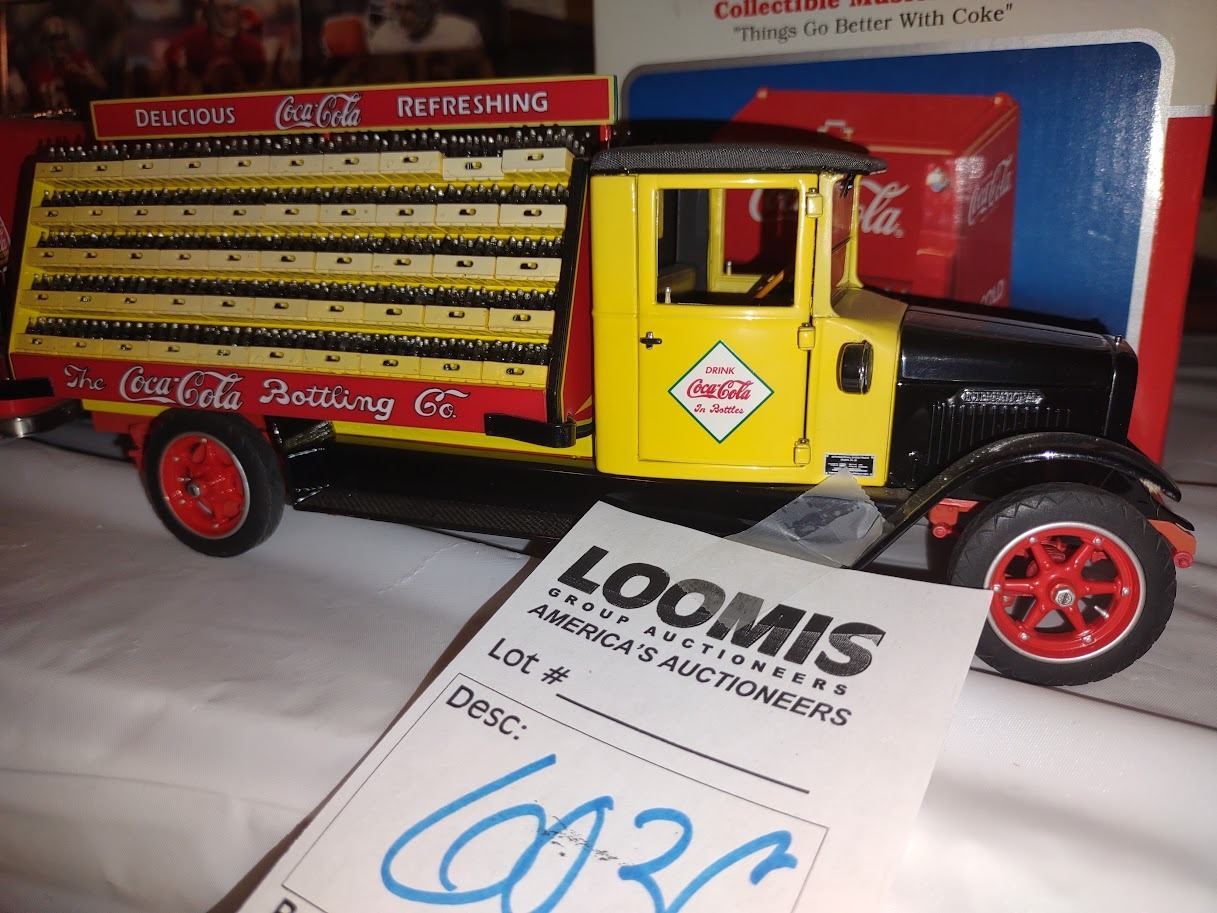 Collectible
"Things Go Better With Coke"
DELICIOUS Coca-Cola REFRESHING
Coca-Cola
The Coca-Cola Bottling Co.
DRINK
Coca-Cola
In Bottles
LOOMIS
GROUP AUCTIONEERS
AMERICA'S AUCTIONEERS
Lot #
Desc: